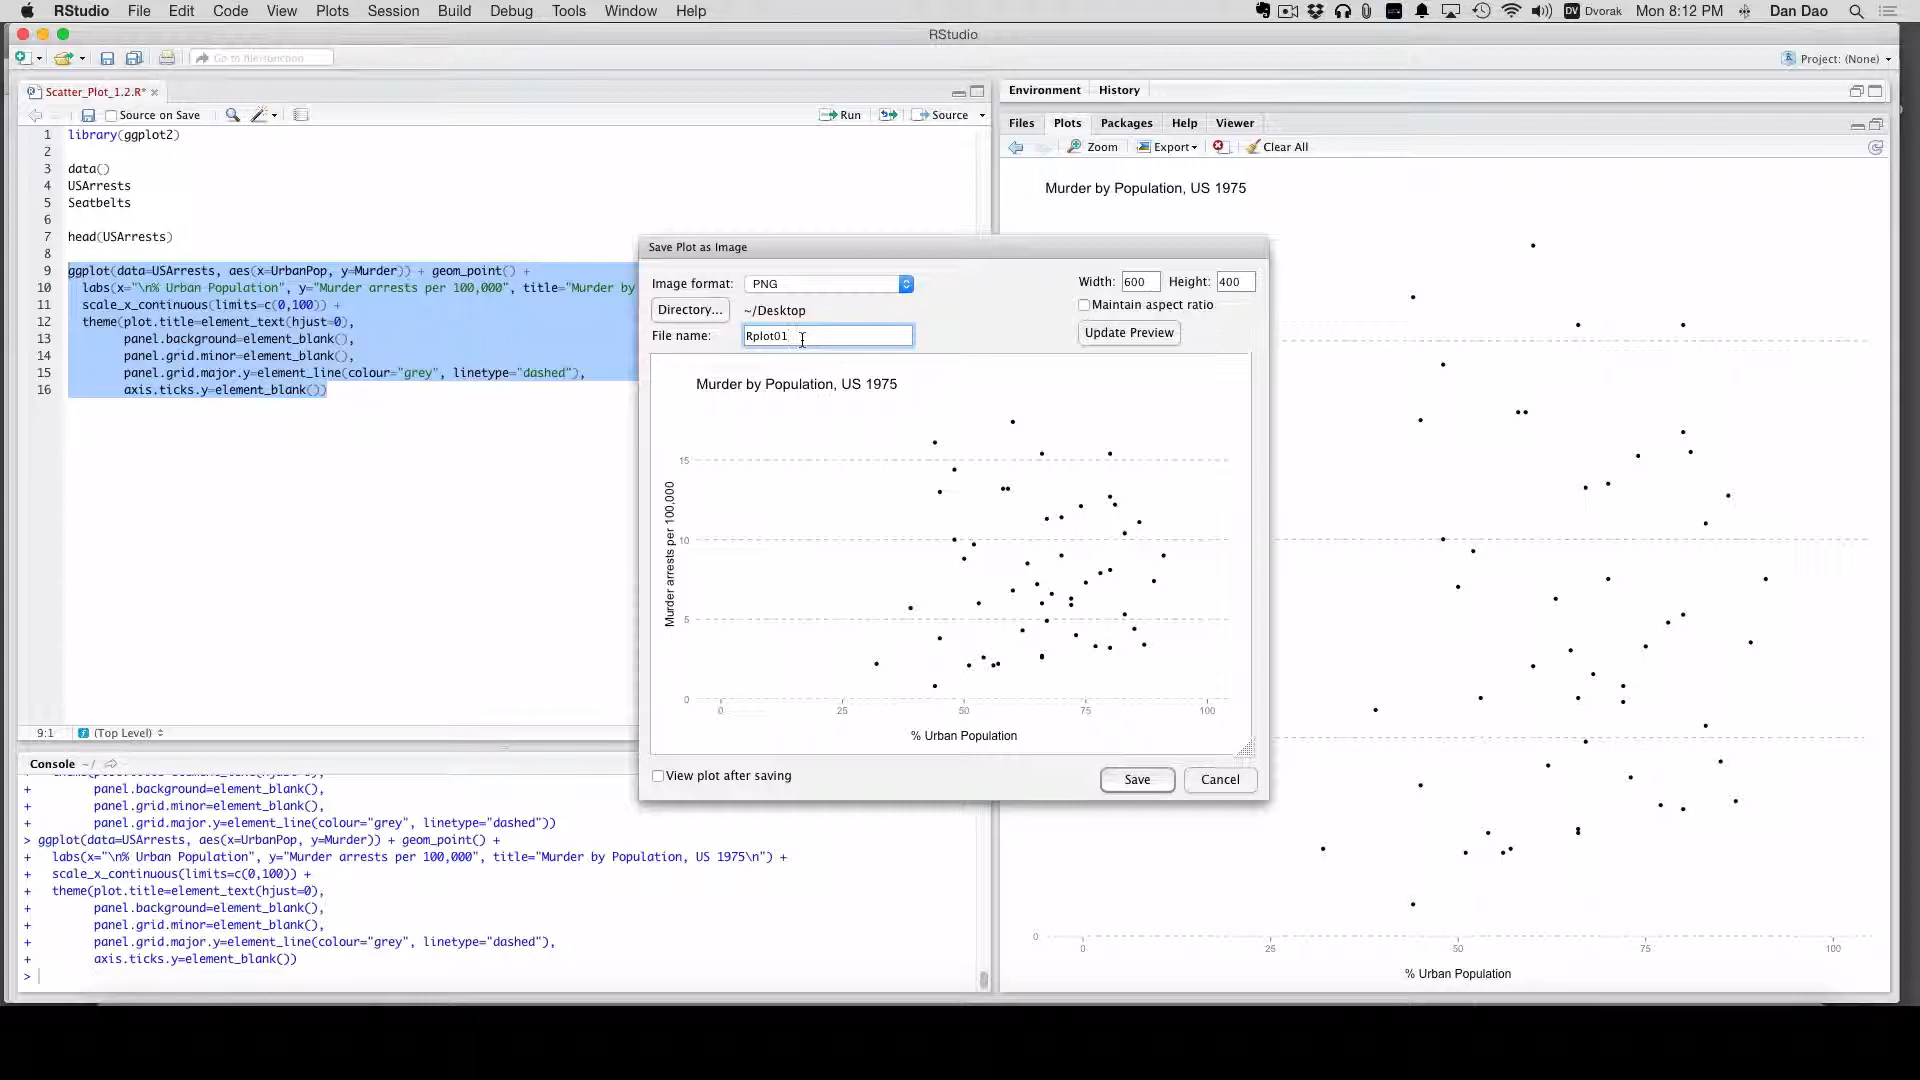 RStudio File Edit Code View Plots Session Build Debug Tools Window Help DV Dvorak Mon 8:12 PM Dan Dao
RStudio
Go to file/function Project: (None)
Scatter_Plot_1.2.R*
Source on Save Run Source
1 library(ggplot2)
2
3 data()
4 USArrests
5 Seatbelts
6
7 head(USArrests)
8
9 ggplot(data=USArrests, aes(x=UrbanPop, y=Murder)) + geom_point() +
10 labs(x="\n% Urban Population", y="Murder arrests per 100,000", title="Murder by
11 scale_x_continuous(limits=c(0,100)) +
12 theme(plot.title=element_text(hjust=0),
13 panel.background=element_blank(),
14 panel.grid.minor=element_blank(),
15 panel.grid.major.y=element_line(colour="grey", linetype="dashed"),
16 axis.ticks.y=element_blank())
9:1 (Top Level)
Console ~/
+ panel.background=element_blank(),
+ panel.grid.minor=element_blank(),
+ panel.grid.major.y=element_line(colour="grey", linetype="dashed"))
> ggplot(data=USArrests, aes(x=UrbanPop, y=Murder)) + geom_point() +
+ labs(x="\n% Urban Population", y="Murder arrests per 100,000", title="Murder by Population, US 1975\n") +
+ scale_x_continuous(limits=c(0,100)) +
+ theme(plot.title=element_text(hjust=0),
+ panel.background=element_blank(),
+ panel.grid.minor=element_blank(),
+ panel.grid.major.y=element_line(colour="grey", linetype="dashed"),
+ axis.ticks.y=element_blank())
>
Save Plot as Image
Image format: PNG Width: 600 Height: 400
Directory... ~/Desktop Maintain aspect ratio
File name: Rplot01 Update Preview
Murder by Population, US 1975
Murder arrests per 100,000
15
10
5
0
0 25 50 75 100
% Urban Population
View plot after saving Save Cancel
Environment History
Files Plots Packages Help Viewer
Zoom Export Clear All
Murder by Population, US 1975
0
0 25 50 75 100
% Urban Population